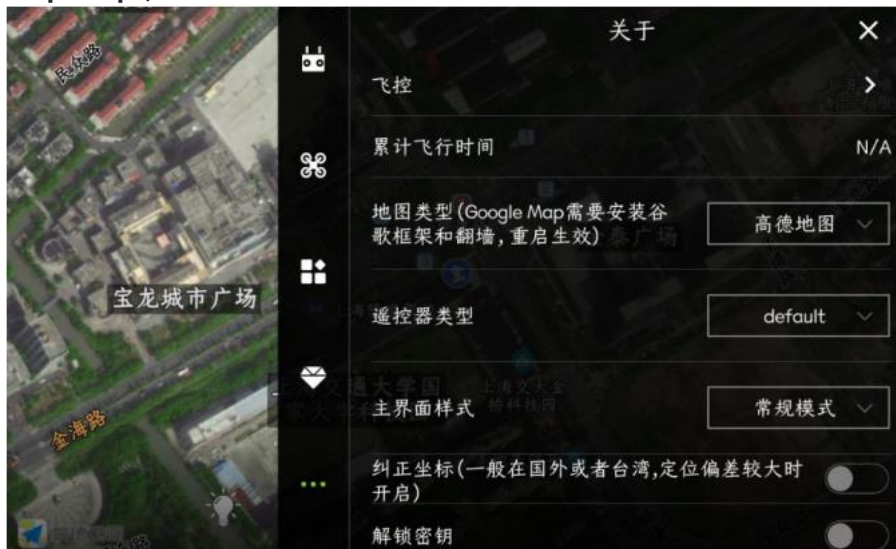 民众路
宝龙城市广场
金海路
关于
飞控
累计飞行时间
N/A
地图类型(Google Map需要安装谷
歌框架和翻墙,重启生效)
高德地图
遥控器类型
default
主界面样式
常规模式
纠正坐标(一般在国外或者台湾,定位偏差较大时
开启)
解锁密钥